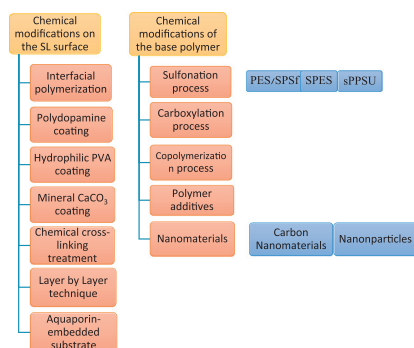 Chemical
modifications on
the SL surface
Interfacial
polymerization
Polydopamine
coating
Hydrophilic PVA
coating
Mineral CaCO₃
coating
Chemical cross-
linking
treatment
Layer by Layer
technique
Aquaporin-
embedded
substrate
Chemical
modifications of
the base polymer
Sulfonation
process
PES/SPSf
SPES
sPPSU
Carboxylation
process
Copolymerizatio
n process
Polymer
additives
Nanomaterials
Carbon
Nanomaterials
Nanonparticles